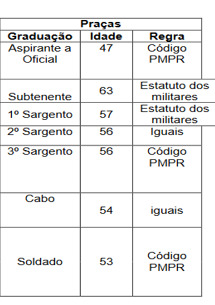 Praças
Graduação Idade Regra
Aspirante a Oficial 47 Código PMPR
Subtenente 63 Estatuto dos militares
1º Sargento 57 Estatuto dos militares
2º Sargento 56 Iguais
3º Sargento 56 Código PMPR
Cabo 54 iguais
Soldado 53 Código PMPR